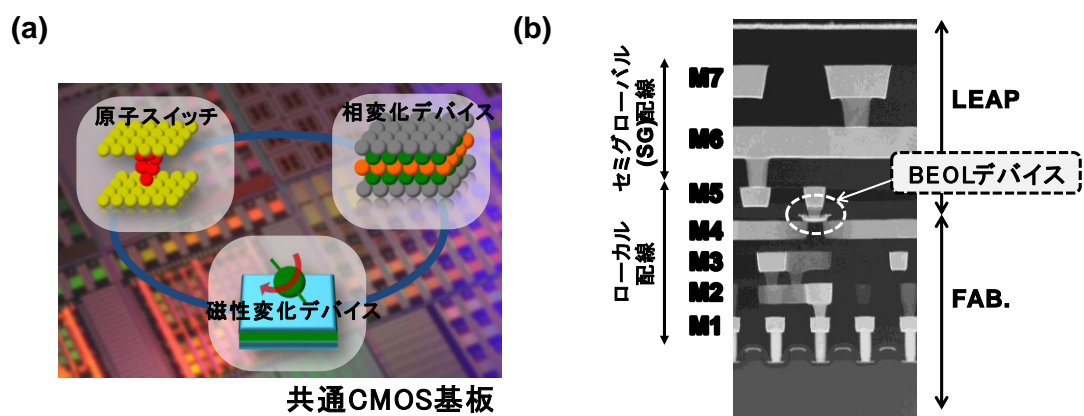 (a)
原子スイッチ
相変化デバイス
磁性変化デバイス
共通CMOS基板
(b)
セミグローバル
(SG)配線
ローカル
配線
M7
M6
M5
M4
M3
M2
M1
LEAP
BEOLデバイス
FAB.